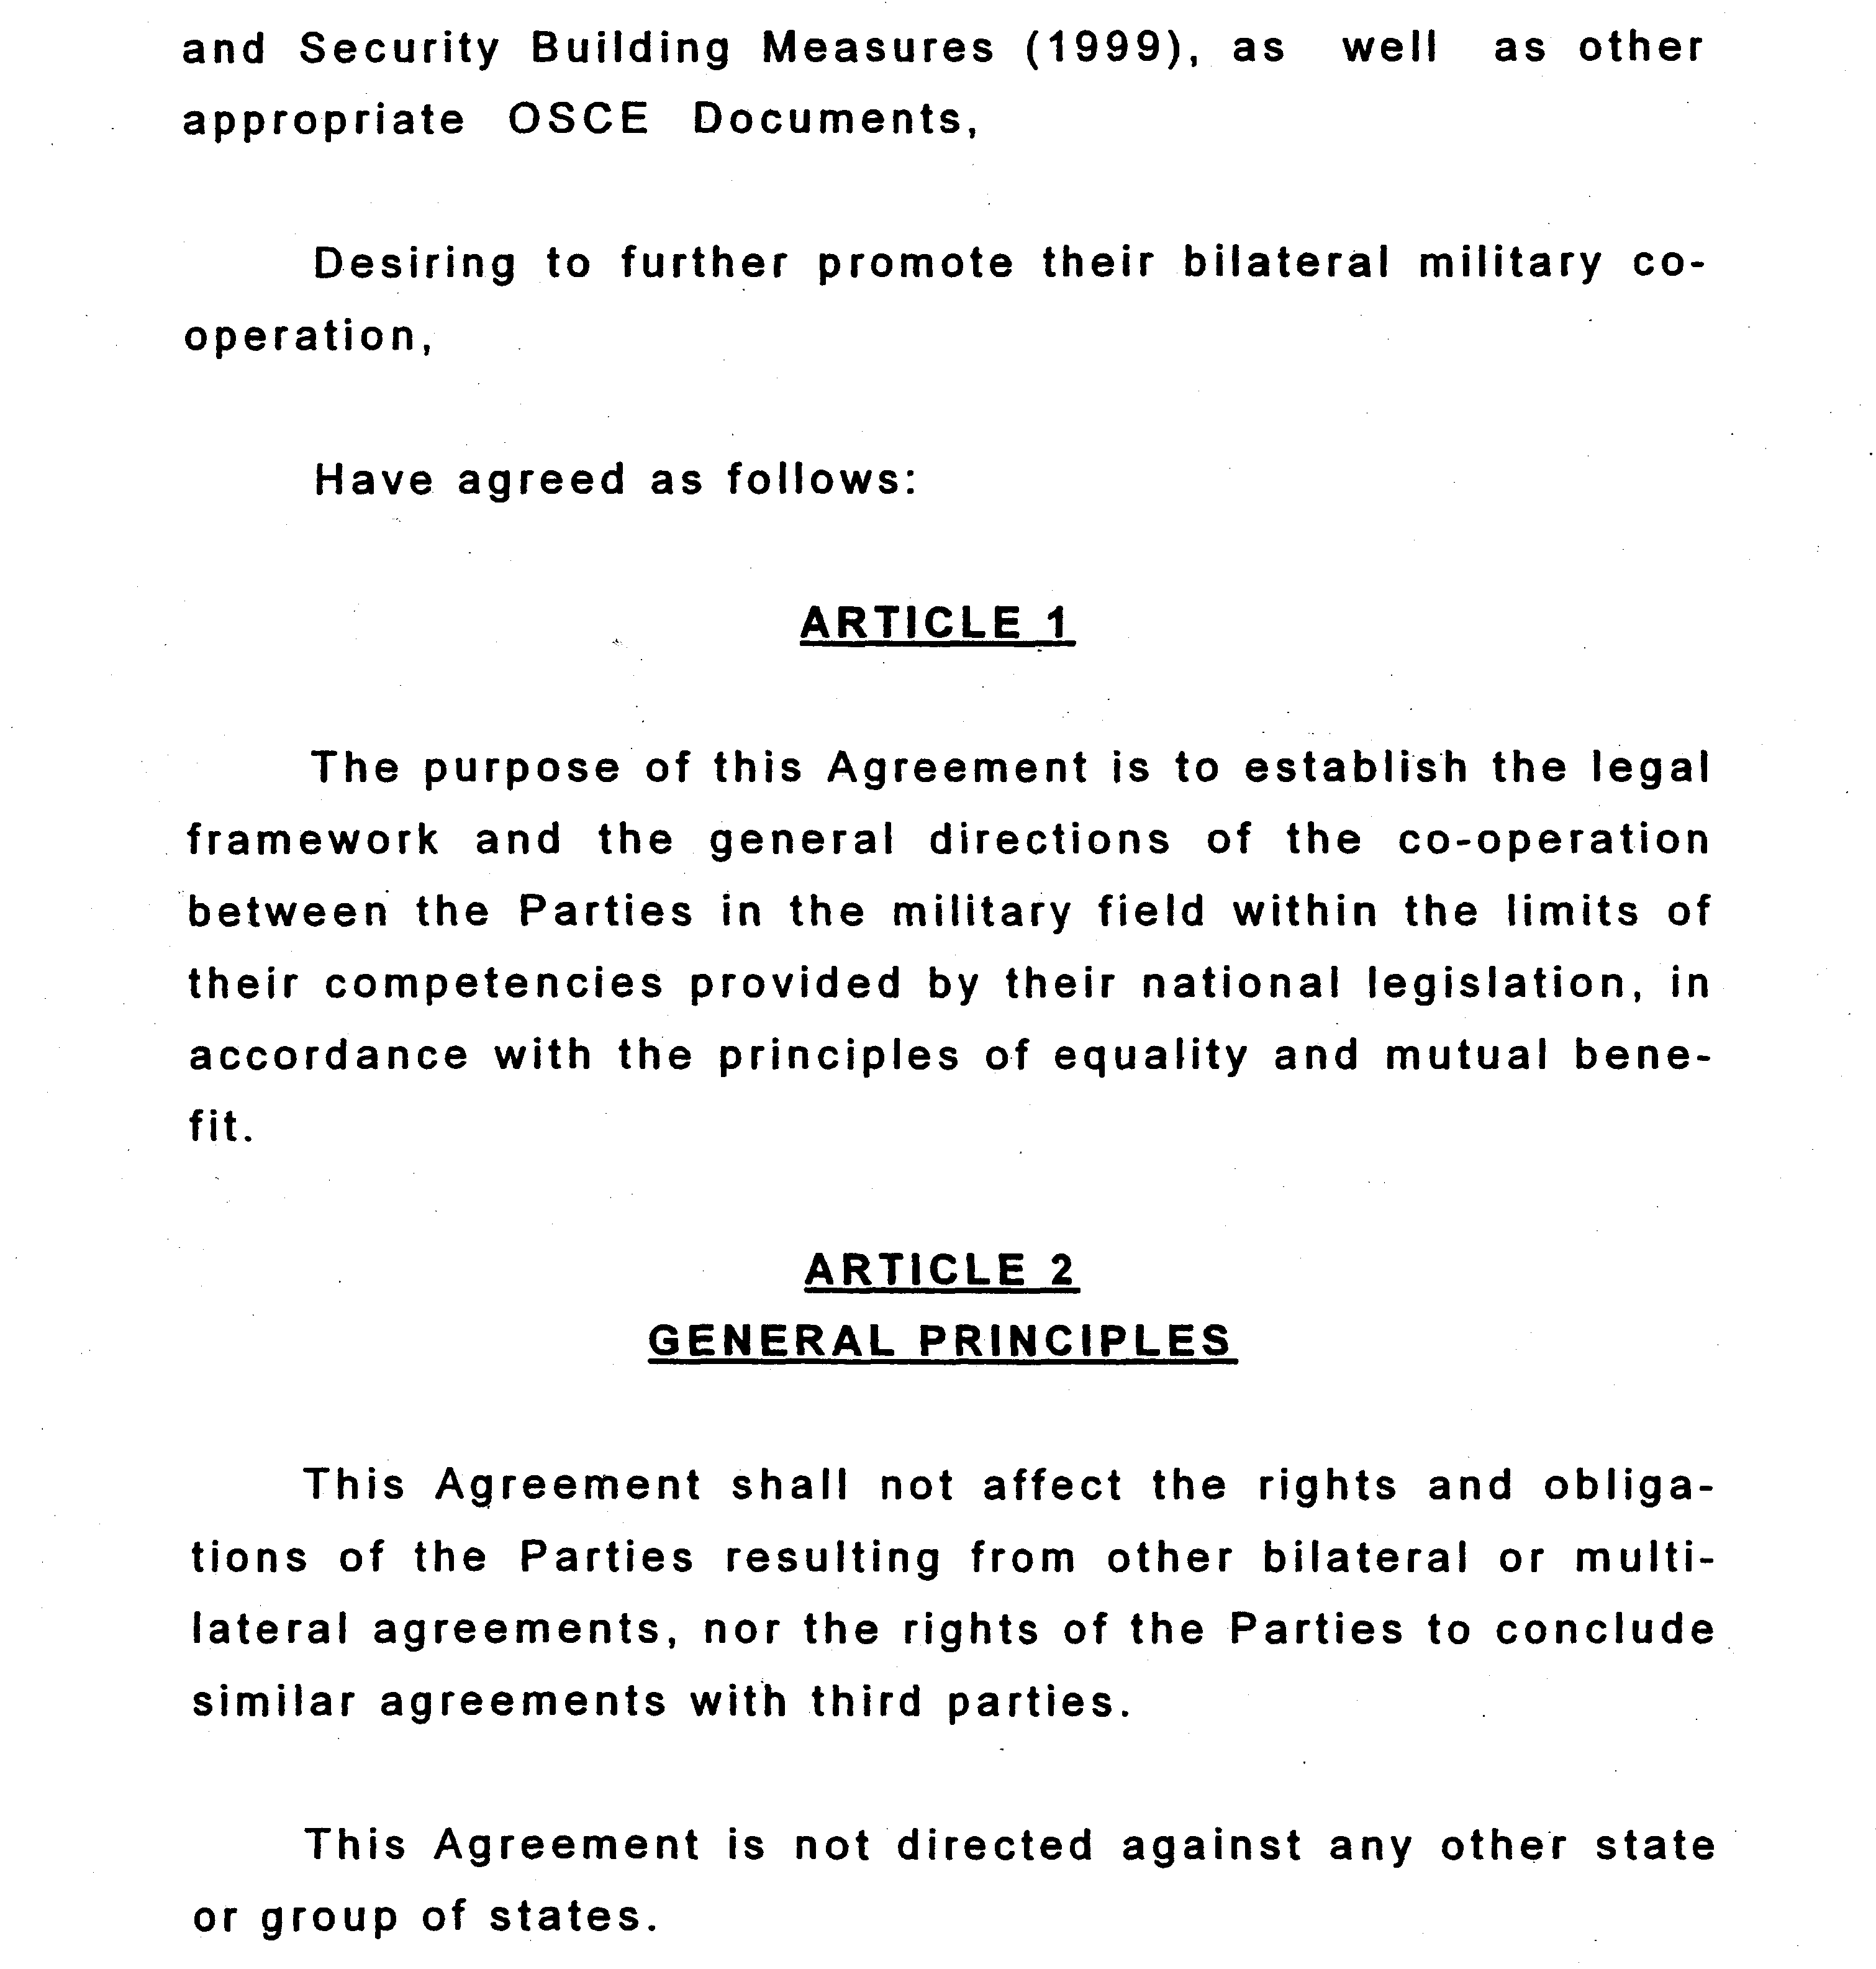 and Security Building Measures (1999), as well as other
appropriate OSCE Documents,
Desiring to further promote their bilateral military co-
operation,
Have agreed as follows:
ARTICLE 1
The purpose of this Agreement is to establish the legal
framework and the general directions of the co-operation
between the Parties in the military field within the limits of
their competencies provided by their national legislation, in
accordance with the principles of equality and mutual bene-
fit.
ARTICLE 2
GENERAL PRINCIPLES
This Agreement shall not affect the rights and obliga-
tions of the Parties resulting from other bilateral or multi-
lateral agreements, nor the rights of the Parties to conclude
similar agreements with third parties.
This Agreement is not directed against any other state
or group of states.